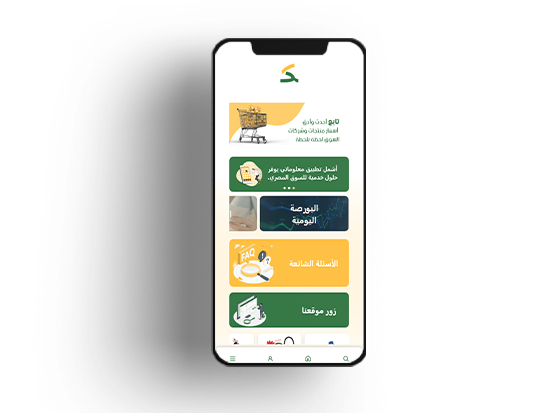 تابع أحدث وأدق
أسعار منتجات وشركات
السوق لحظة بلحظة
أشمل تطبيق معلوماتي يوفر
حلول خدمية للسوق المصري.
البورصة
اليومية
الأسئلة الشائعة
FAQ
زور موقعنا